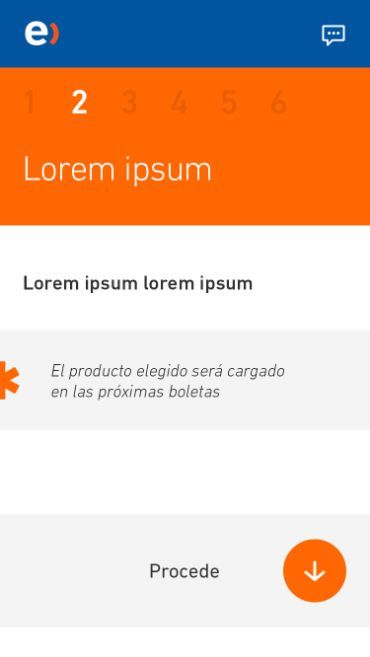 e)
1 2 3 4 5 6
Lorem ipsum
Lorem ipsum lorem ipsum
* El producto elegido será cargado
en las próximas boletas
Procede